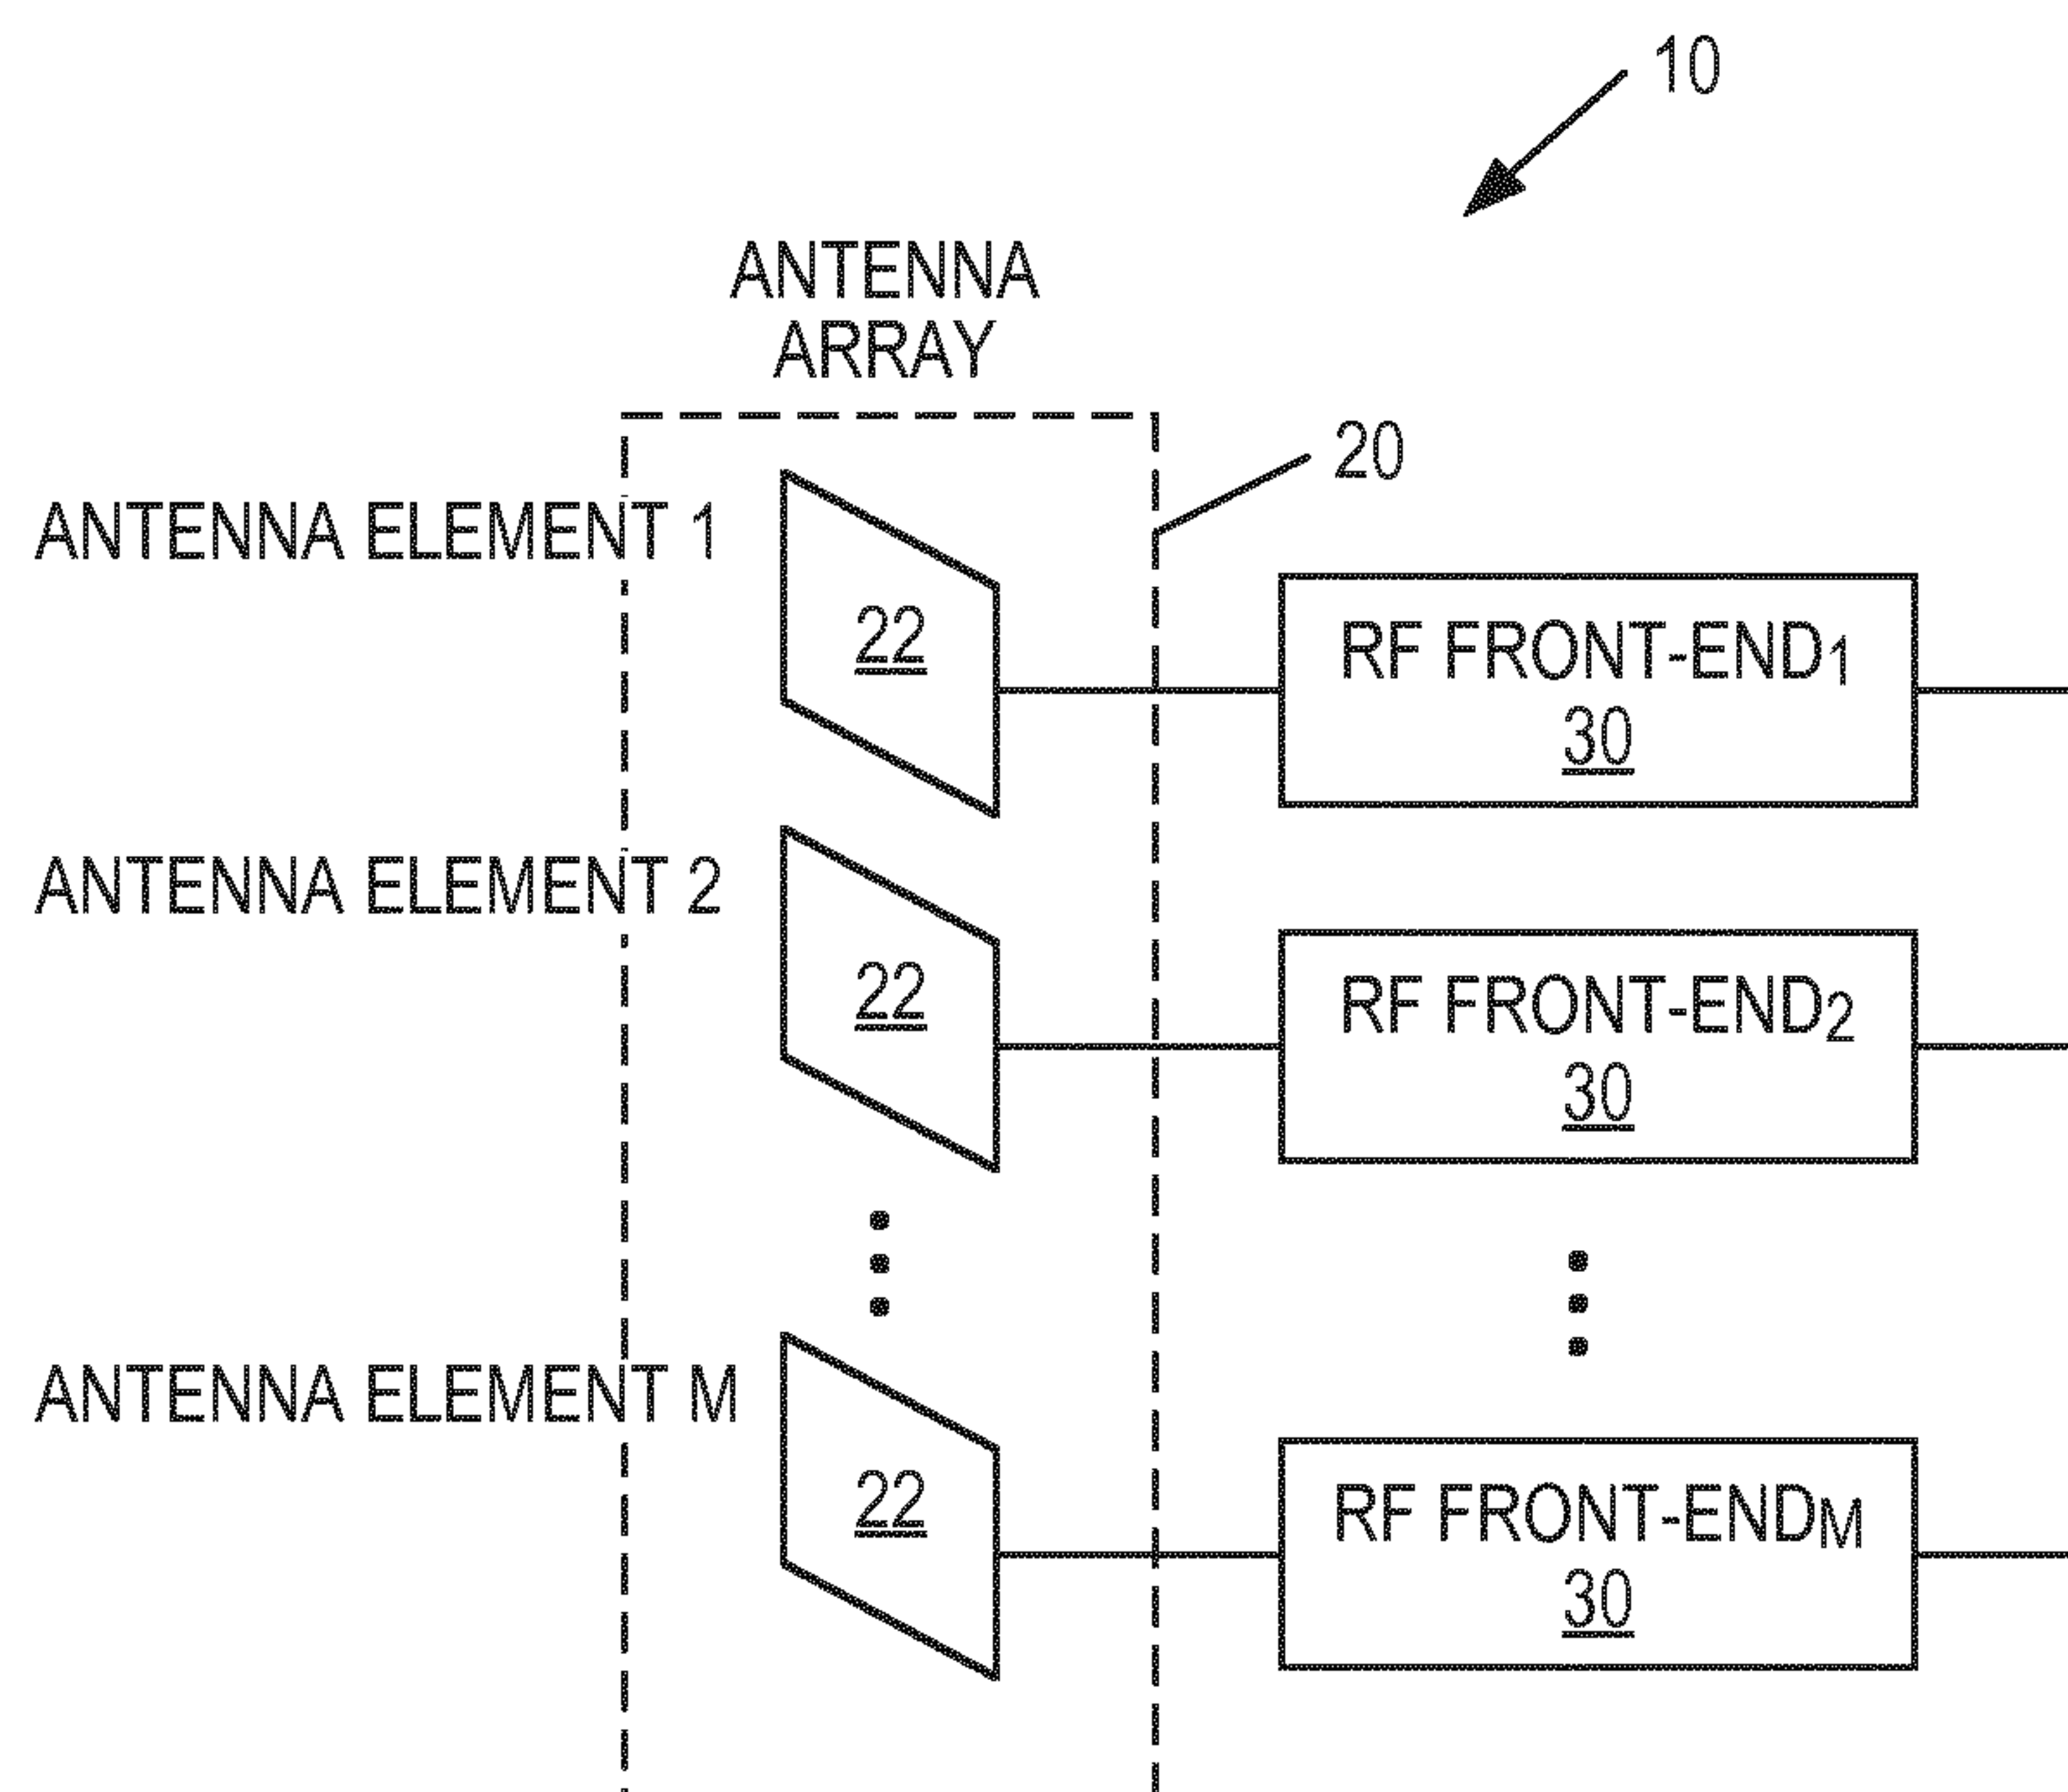 10
ANTENNA
ARRAY
20
ANTENNA ELEMENT 1
22
RF FRONT-END1
30
ANTENNA ELEMENT 2
22
RF FRONT-END2
30
ANTENNA ELEMENT M
22
RF FRONT-ENDM
30